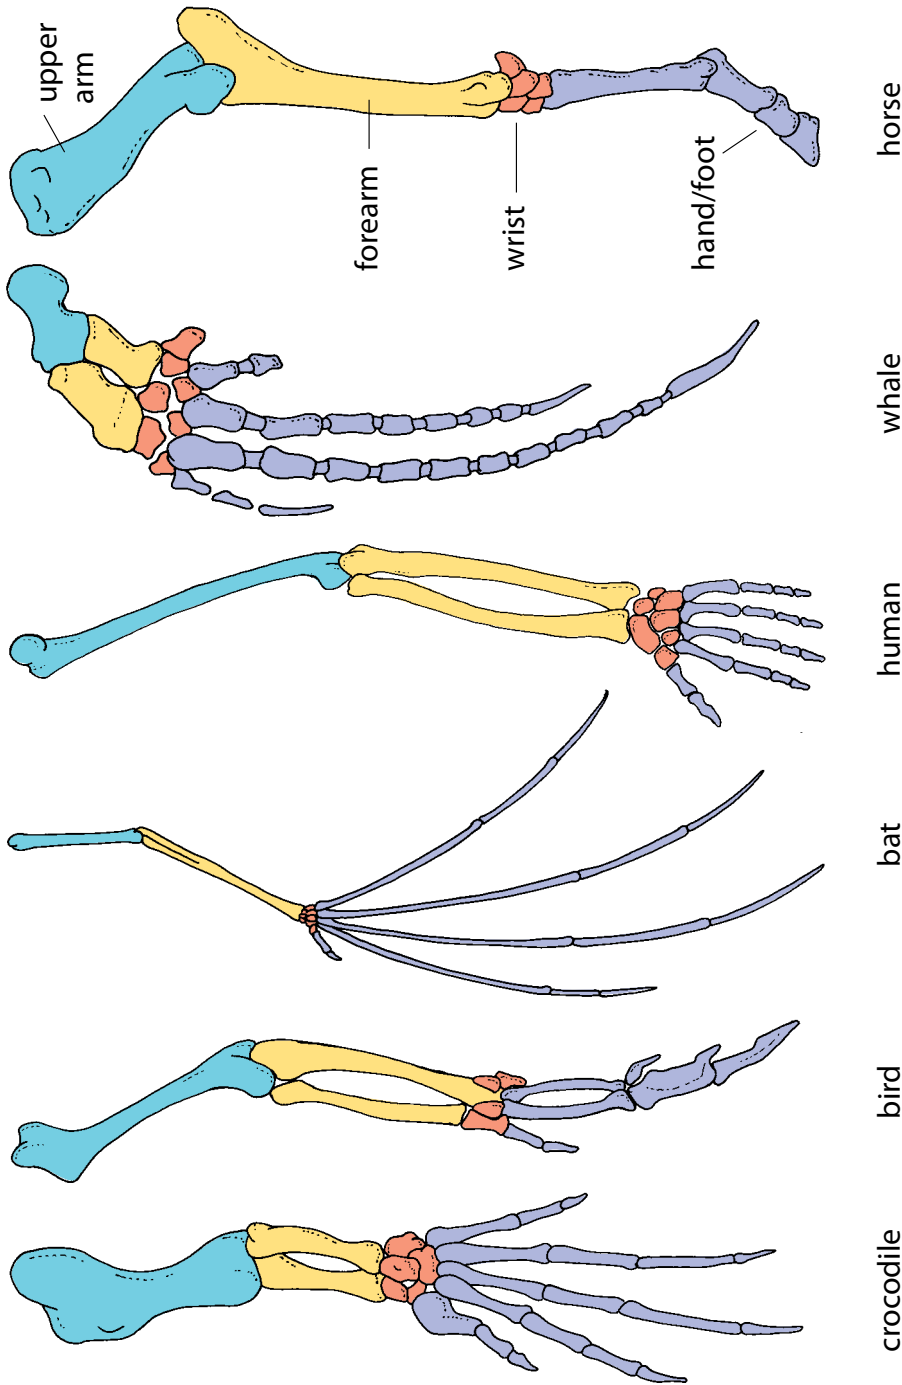 upper
arm
forearm
wrist
hand/foot
crocodile
bird
bat
human
whale
horse